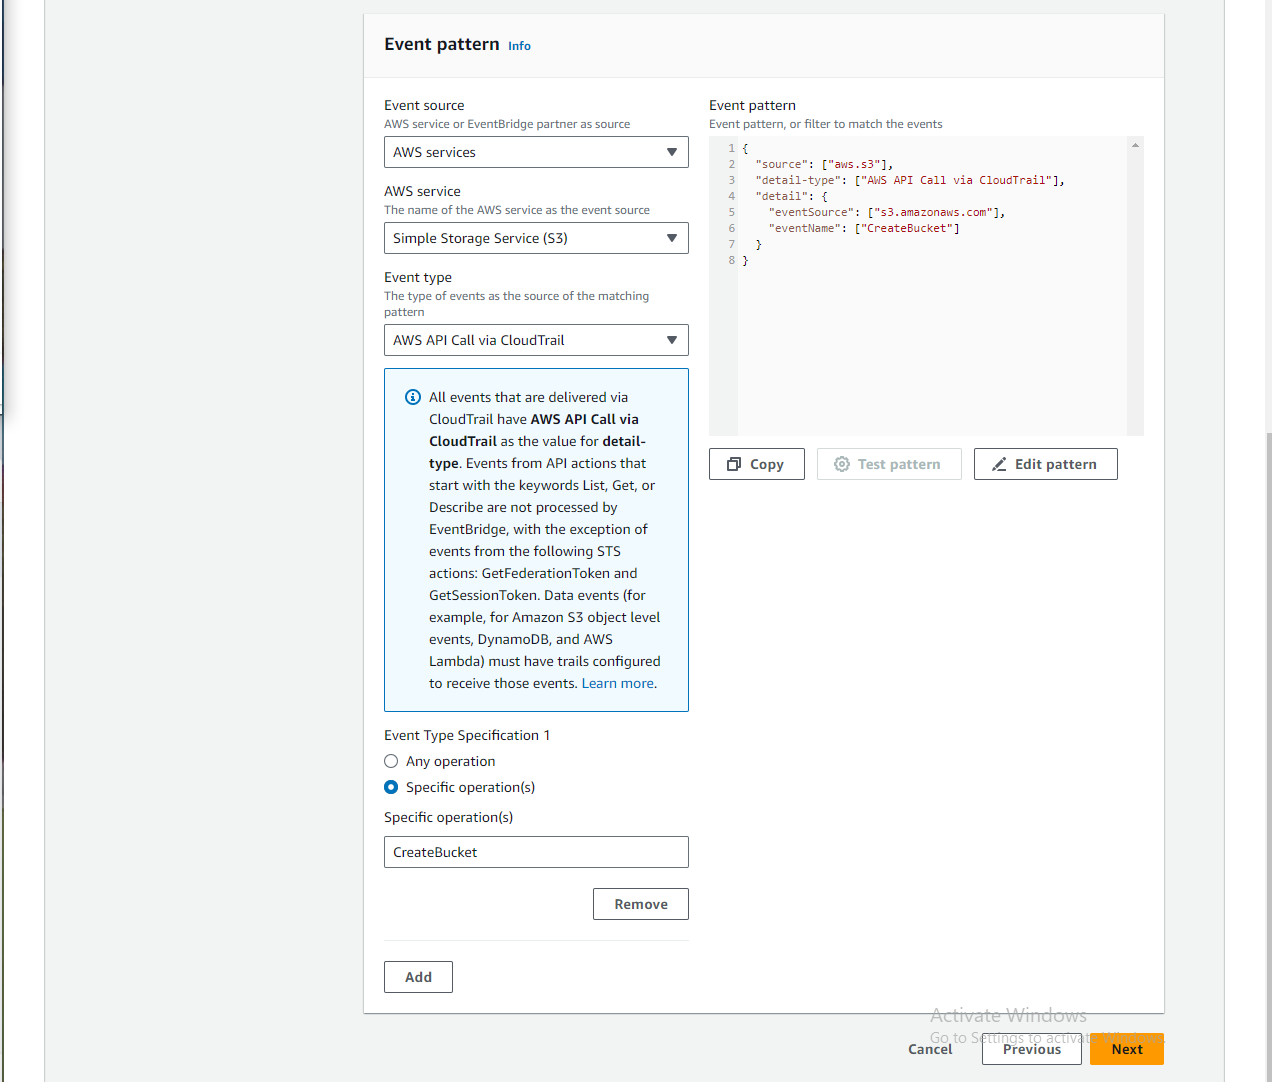 Event pattern Info
Event source
AWS service or EventBridge partner as source
AWS services
AWS service
The name of the AWS service as the event source
Simple Storage Service (S3)
Event type
The type of events as the source of the matching
pattern
AWS API Call via CloudTrail
All events that are delivered via
CloudTrail have AWS API Call via
CloudTrail as the value for detail-
type. Events from API actions that
start with the keywords List, Get, or
Describe are not processed by
EventBridge, with the exception of
events from the following STS
actions: GetFederationToken and
GetSessionToken. Data events (for
example, for Amazon S3 object level
events, DynamoDB, and AWS
Lambda) must have trails configured
to receive those events. Learn more.
Event Type Specification 1
Any operation
Specific operation(s)
Specific operation(s)
CreateBucket
Remove
Add
Event pattern
Event pattern, or filter to match the events
1 {
2 "source": ["aws.s3"],
3 "detail-type": ["AWS API Call via CloudTrail"],
4 "detail": {
5 "eventSource": ["s3.amazonaws.com"],
6 "eventName": ["CreateBucket"]
7 }
8 }
Copy
Test pattern
Edit pattern
Activate Windows
Go to Settings to activate Windows.
Cancel
Previous
Next